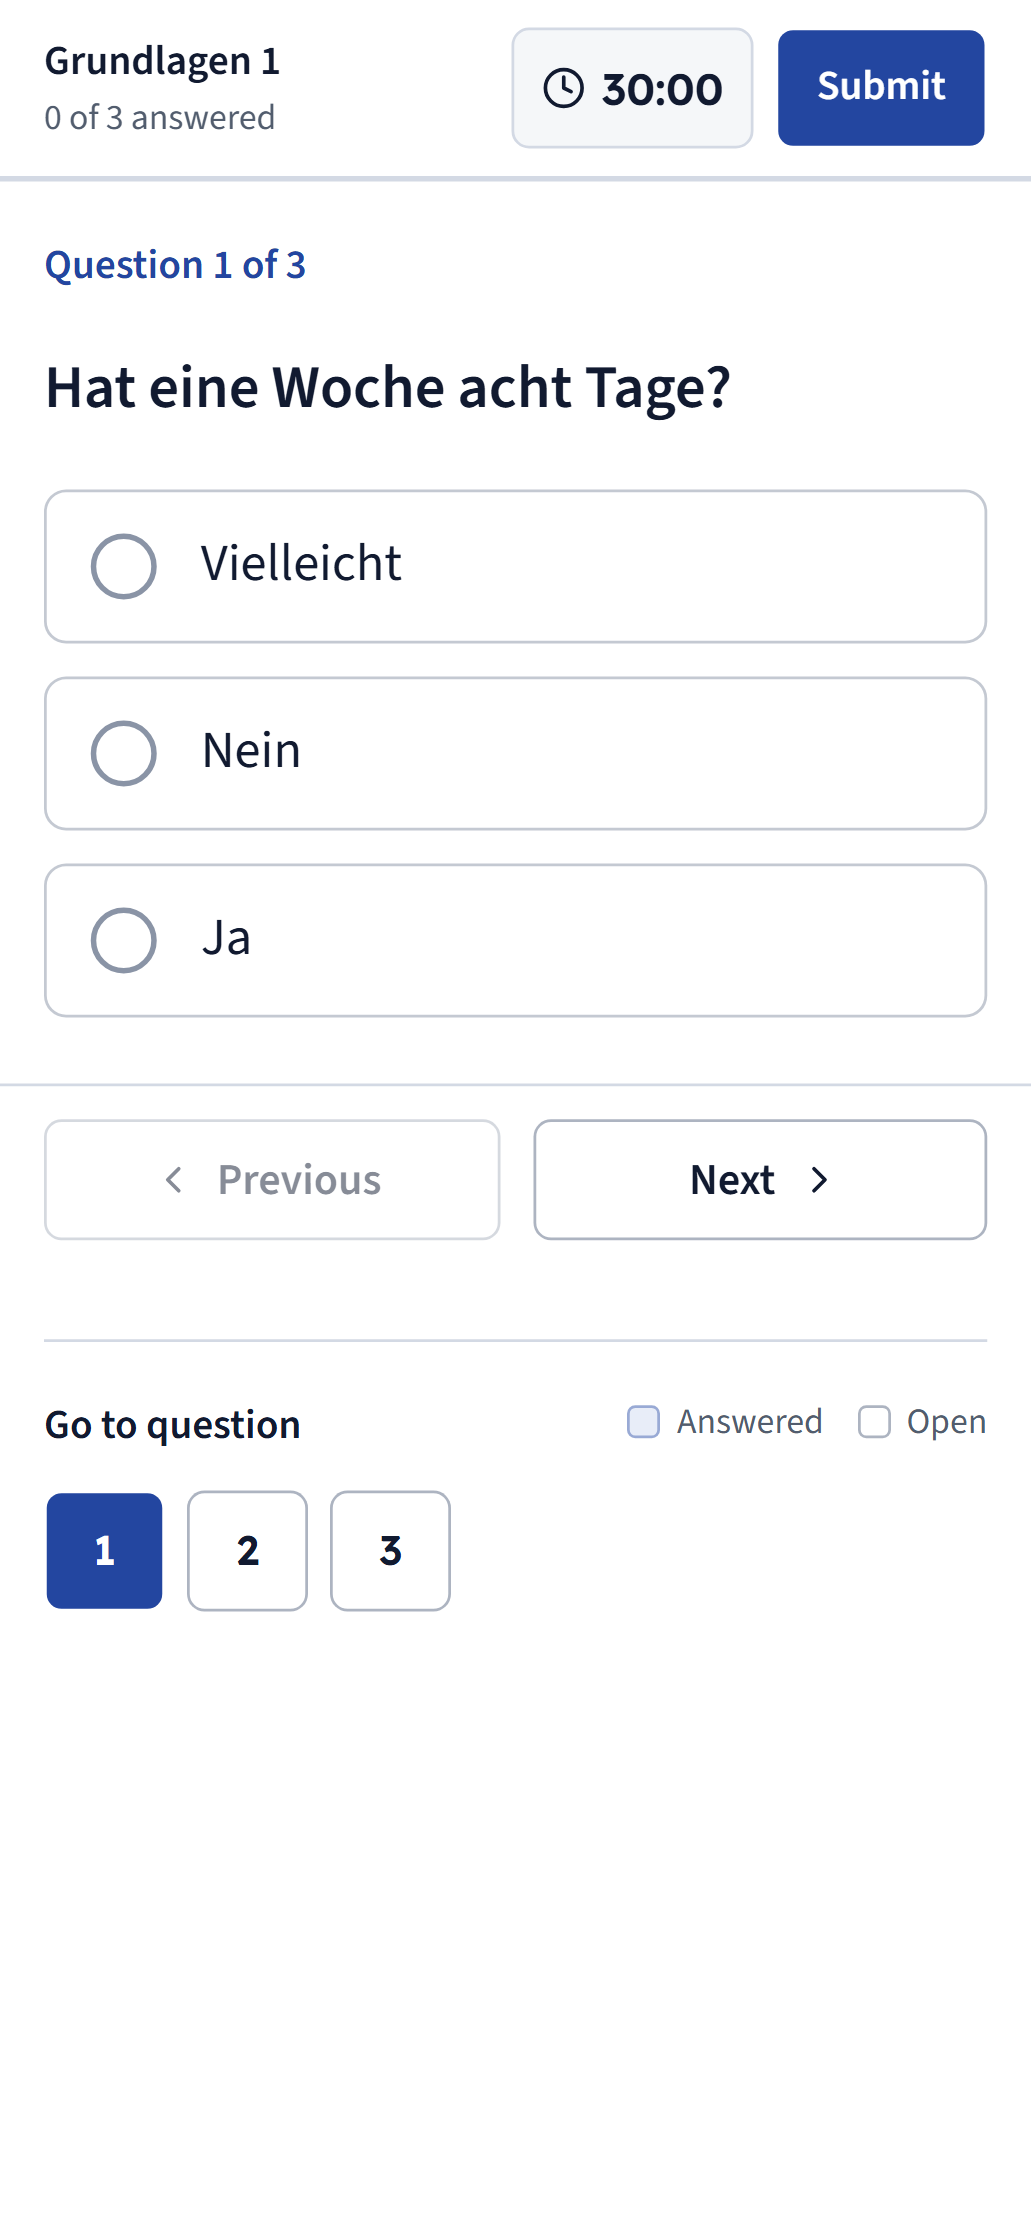 Grundlagen 1
0 of 3 answered
30:00
Submit
Question 1 of 3
Hat eine Woche acht Tage?
Vielleicht
Nein
Ja
Previous
Next
Go to question
Answered
Open
1
2
3